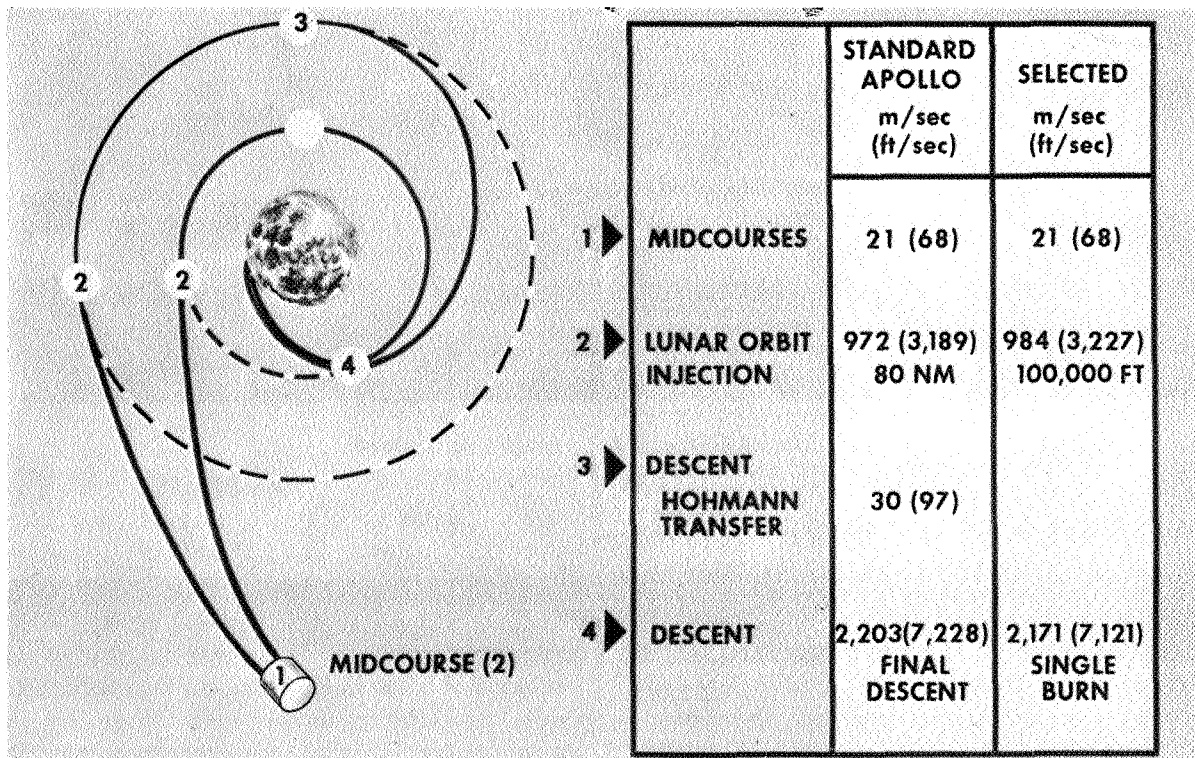 3
2
2
4
1
MIDCOURSE (2)
STANDARD
APOLLO
m/sec
(ft/sec)
SELECTED
m/sec
(ft/sec)
1 MIDCOURSES 21 (68) 21 (68)
2 LUNAR ORBIT 972 (3,189) 984 (3,227)
INJECTION 80 NM 100,000 FT
3 DESCENT
HOHMANN 30 (97)
TRANSFER
4 DESCENT 2,203(7,228) 2,171 (7,121)
FINAL SINGLE
DESCENT BURN